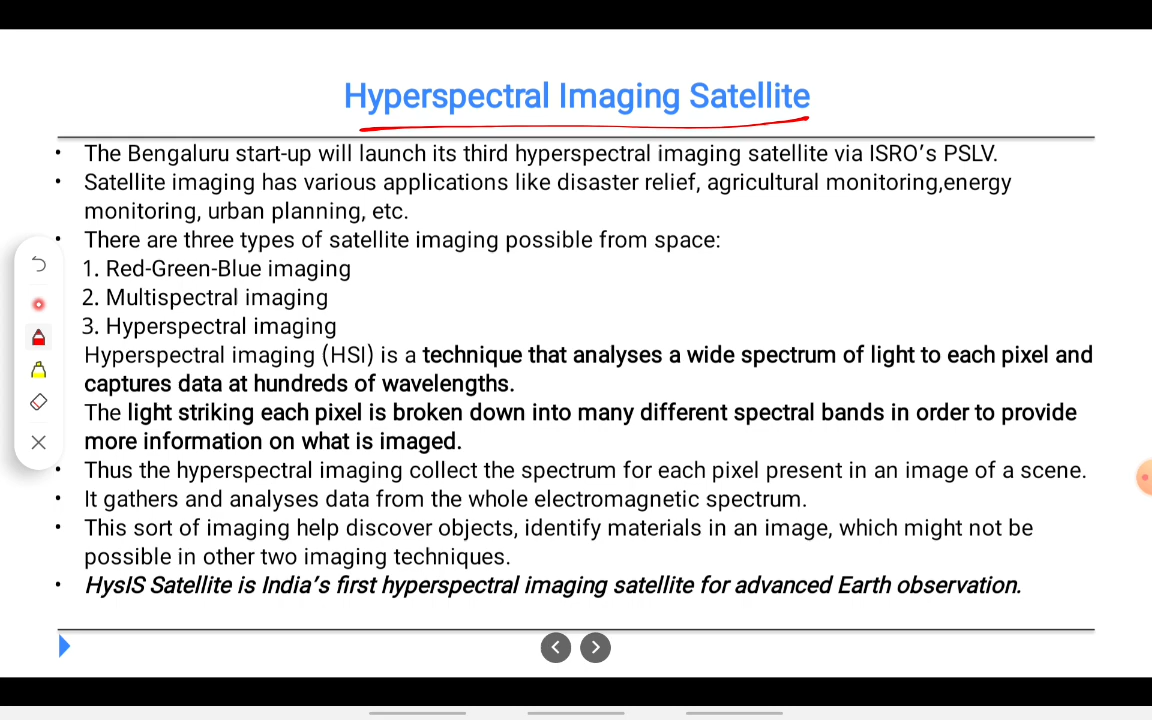 Hyperspectral Imaging Satellite
• The Bengaluru start-up will launch its third hyperspectral imaging satellite via ISRO’s PSLV.
• Satellite imaging has various applications like disaster relief, agricultural monitoring,energy
monitoring, urban planning, etc.
• There are three types of satellite imaging possible from space:
1. Red-Green-Blue imaging
2. Multispectral imaging
3. Hyperspectral imaging
Hyperspectral imaging (HSI) is a technique that analyses a wide spectrum of light to each pixel and
captures data at hundreds of wavelengths.
The light striking each pixel is broken down into many different spectral bands in order to provide
more information on what is imaged.
• Thus the hyperspectral imaging collect the spectrum for each pixel present in an image of a scene.
• It gathers and analyses data from the whole electromagnetic spectrum.
• This sort of imaging help discover objects, identify materials in an image, which might not be
possible in other two imaging techniques.
• HysIS Satellite is India’s first hyperspectral imaging satellite for advanced Earth observation.